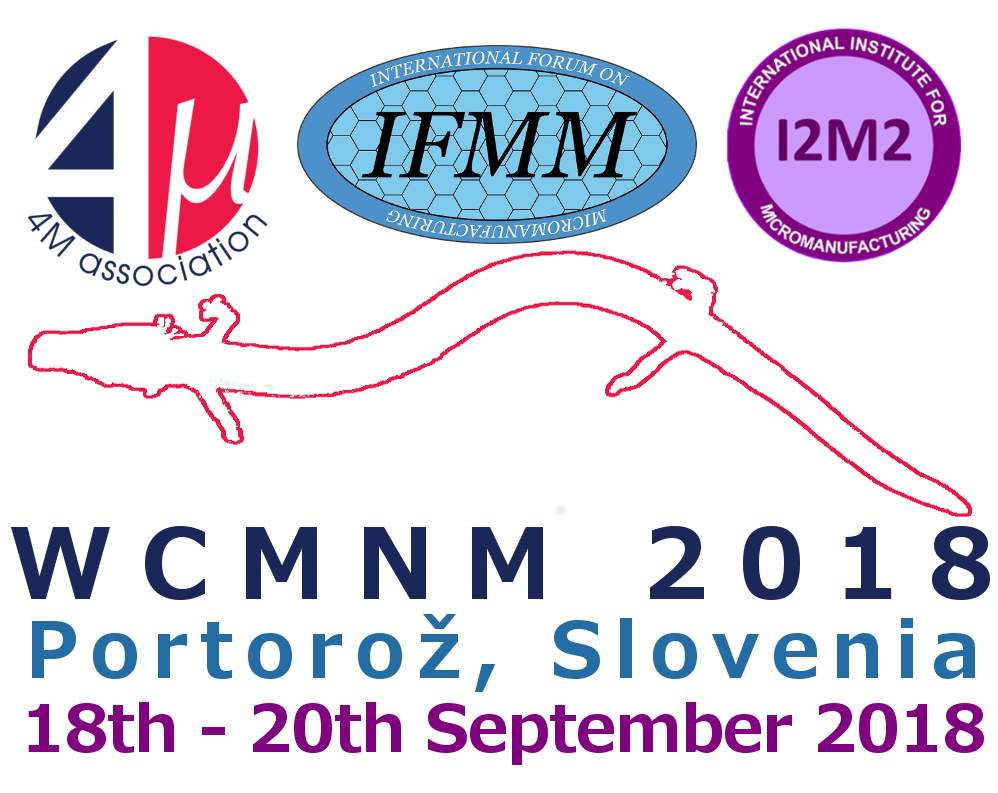 4μ
4M association
INTERNATIONAL FORUM ON
IFMM
MICROMANUFACTURING
INTERNATIONAL INSTITUTE FOR
I2M2
MICROMANUFACTURING
WCMNM 2018
Portorož, Slovenia
18th - 20th September 2018